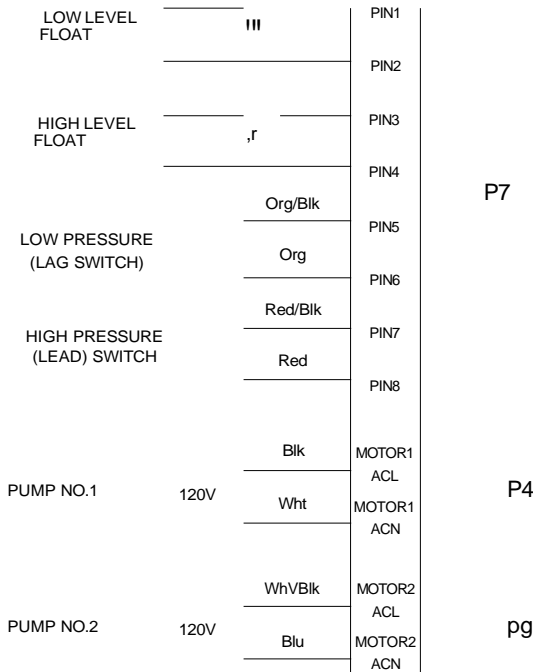 LOW LEVEL
FLOAT
'"
PIN1
PIN2
HIGH LEVEL
FLOAT
,r
PIN3
PIN4
P7
Org/Blk
PIN5
LOW PRESSURE
(LAG SWITCH)
Org
PIN6
Red/Blk
PIN7
HIGH PRESSURE
(LEAD) SWITCH
Red
PIN8
Blk
MOTOR1
ACL
PUMP NO.1
120V
P4
Wht
MOTOR1
ACN
WhVBlk
MOTOR2
ACL
PUMP NO.2
120V
pg
Blu
MOTOR2
ACN